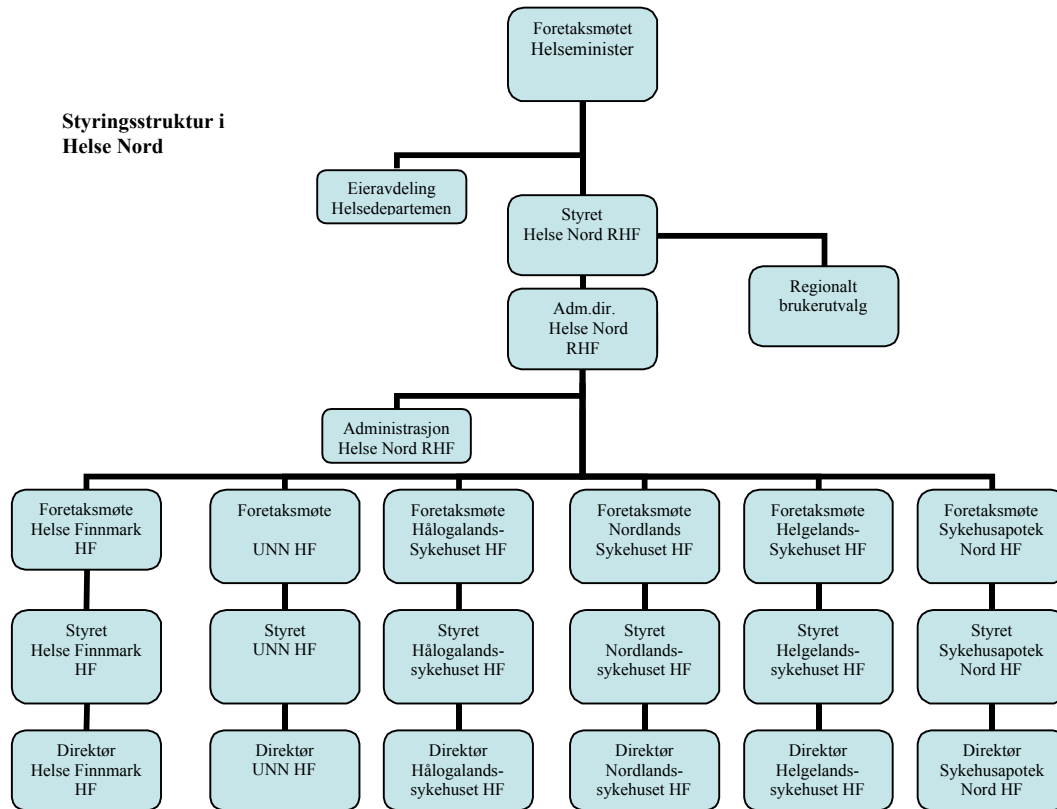 Foretaksmøtet
Helseminister
Styringsstruktur i
Helse Nord
Eieravdeling
Helsedepartemen
Styret
Helse Nord RHF
Regionalt
brukerutvalg
Adm.dir.
Helse Nord
RHF
Administrasjon
Helse Nord RHF
Foretaksmøte
Helse Finnmark
HF
Foretaksmøte
UNN HF
Foretaksmøte
Hålogalands-
Sykehuset HF
Foretaksmøte
Nordlands
Sykehuset HF
Foretaksmøte
Helgelands-
Sykehuset HF
Foretaksmøte
Sykehusapotek
Nord HF
Styret
Helse Finnmark
HF
Styret
UNN HF
Styret
Hålogalands-
sykehuset HF
Styret
Nordlands-
sykehuset HF
Styret
Helgelands-
sykehuset HF
Styret
Sykehusapotek
Nord HF
Direktør
Helse Finnmark
HF
Direktør
UNN HF
Direktør
Hålogalands-
sykehuset HF
Direktør
Nordlands-
sykehuset HF
Direktør
Helgelands-
sykehuset HF
Direktør
Sykehusapotek
Nord HF